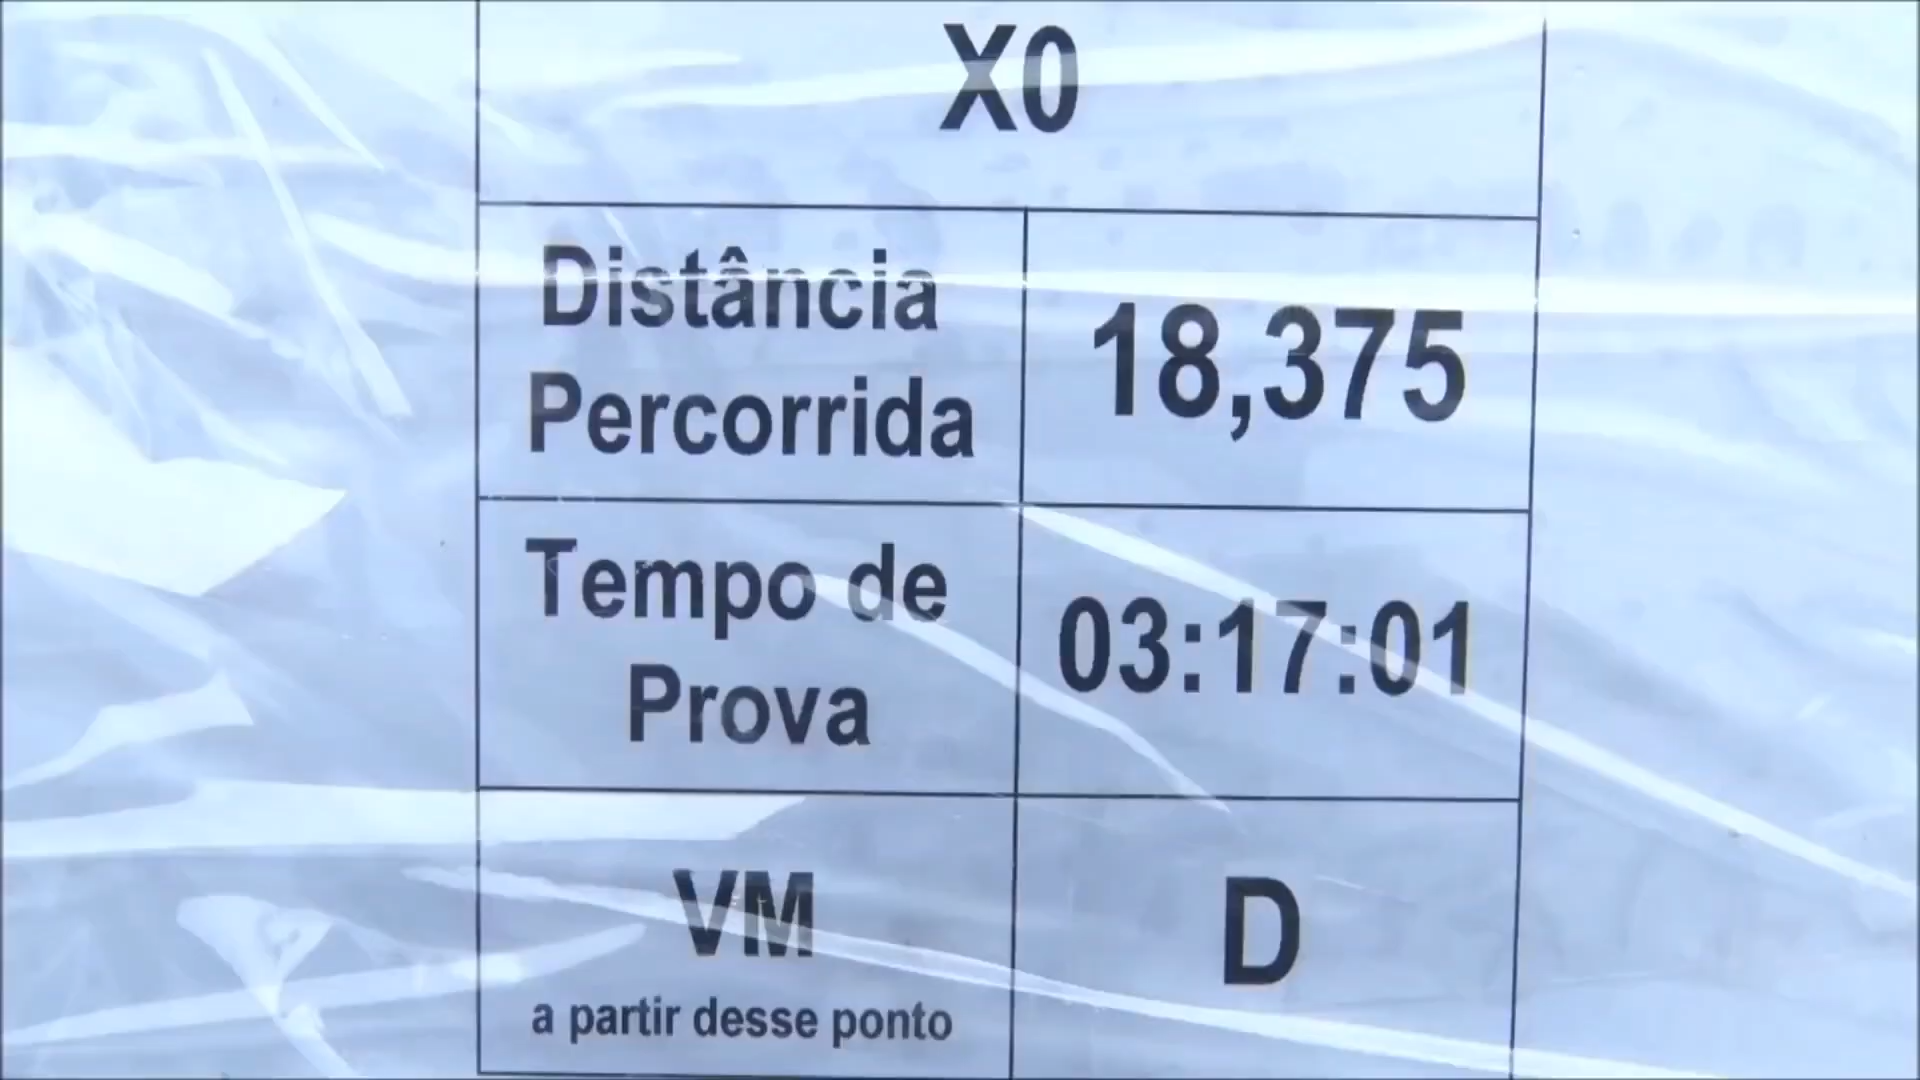 X0
Distância
Percorrida
18,375
Tempo de
Prova
03:17:01
VM
a partir desse ponto
D